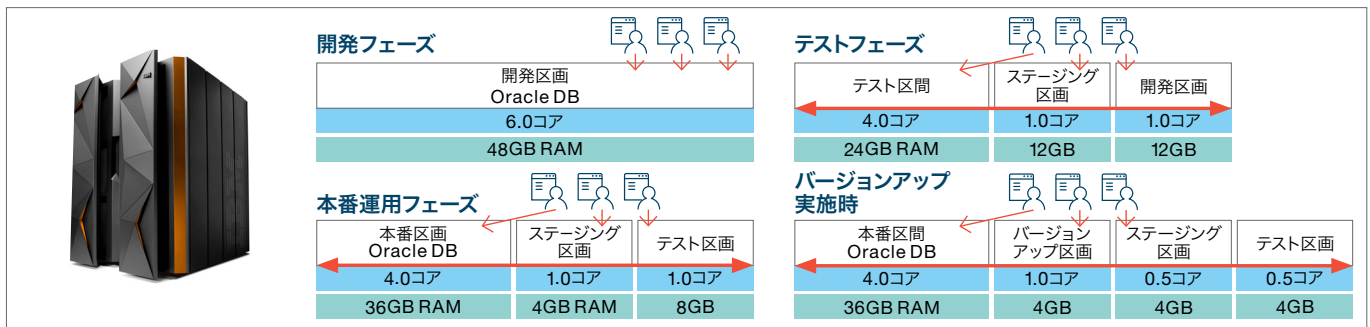 開発フェーズ
開発区画
Oracle DB
6.0コア
48GB RAM
テストフェーズ
テスト区間
ステージング
区画
開発区画
4.0コア
1.0コア
1.0コア
24GB RAM
12GB
12GB
本番運用フェーズ
本番区画
Oracle DB
ステージング
区画
テスト区画
4.0コア
1.0コア
1.0コア
36GB RAM
4GB RAM
8GB
バージョンアップ
実施時
本番区間
Oracle DB
バージョン
アップ区画
ステージング
区画
テスト区画
4.0コア
1.0コア
0.5コア
0.5コア
36GB RAM
4GB
4GB
4GB